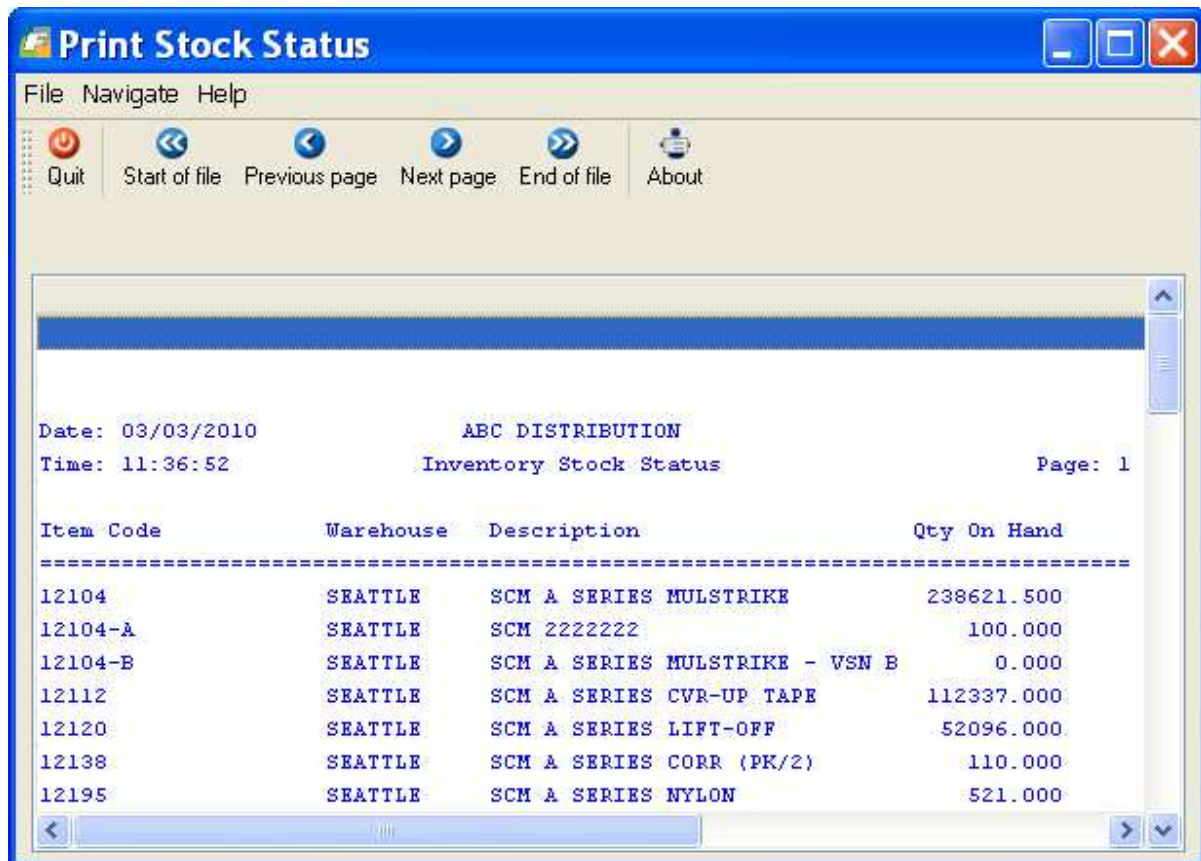 Print Stock Status
File Navigate Help
Quit Start of file Previous page Next page End of file About
Date: 03/03/2010 ABC DISTRIBUTION
Time: 11:36:52 Inventory Stock Status Page: 1
Item Code Warehouse Description Qty On Hand
================================================================================
12104 SEATTLE SCM A SERIES MULSTRIKE 238621.500
12104-A SEATTLE SCM 2222222 100.000
12104-B SEATTLE SCM A SERIES MULSTRIKE - VSN B 0.000
12112 SEATTLE SCM A SERIES CVR-UP TAPE 112337.000
12120 SEATTLE SCM A SERIES LIFT-OFF 52096.000
12138 SEATTLE SCM A SERIES CORR (PK/2) 110.000
12195 SEATTLE SCM A SERIES NYLON 521.000